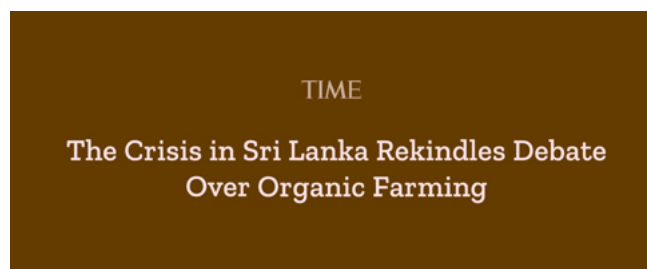 TIME
The Crisis in Sri Lanka Rekindles Debate
Over Organic Farming